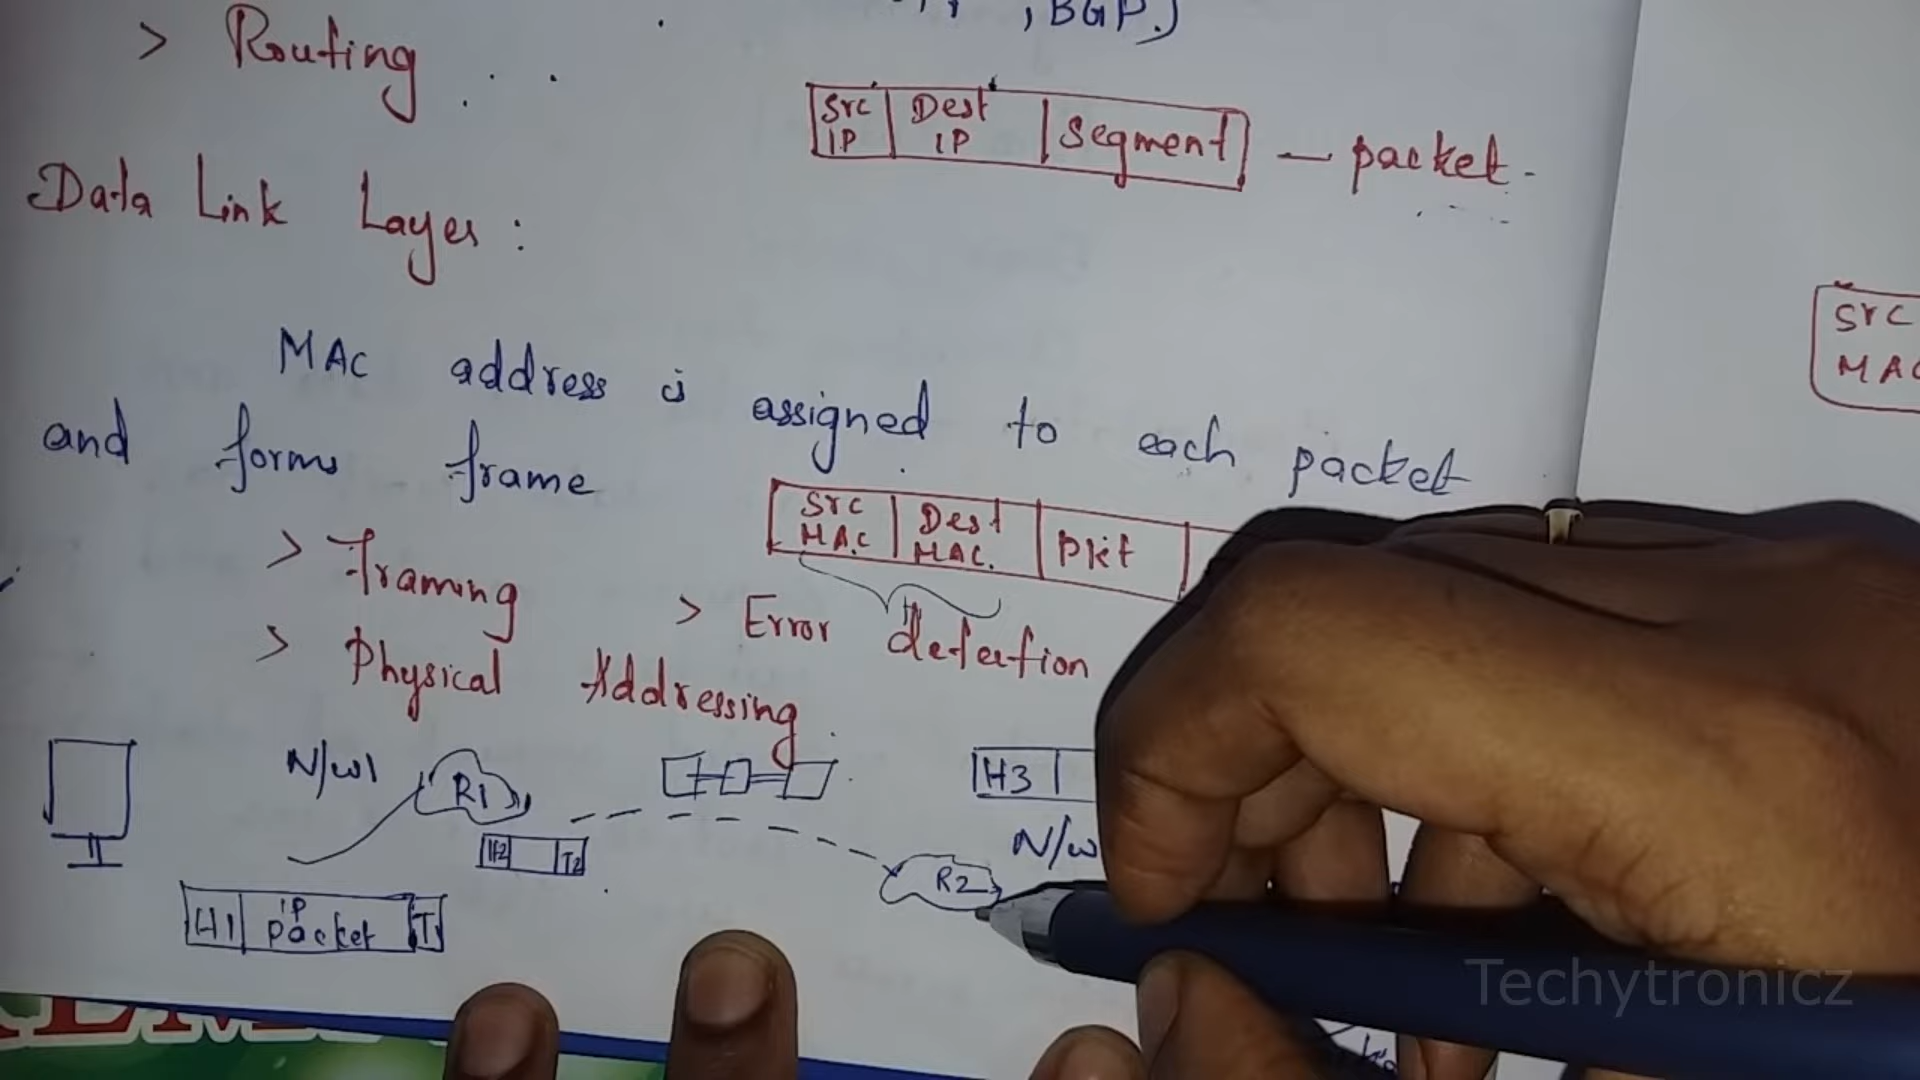 , BGP.)
> Routing
Src IP | Dest IP | Segment — packet.
Data Link Layer :
Src
MAC
MAC address is assigned to each packet
and forms frame
Src MAC | Dest MAC. | Pkt
> Framing
> Error detection
> Physical Addressing
N/w1
R1
H3
H2
T2
N/w
R2
H1 | IP packet | T1
Techytronicz